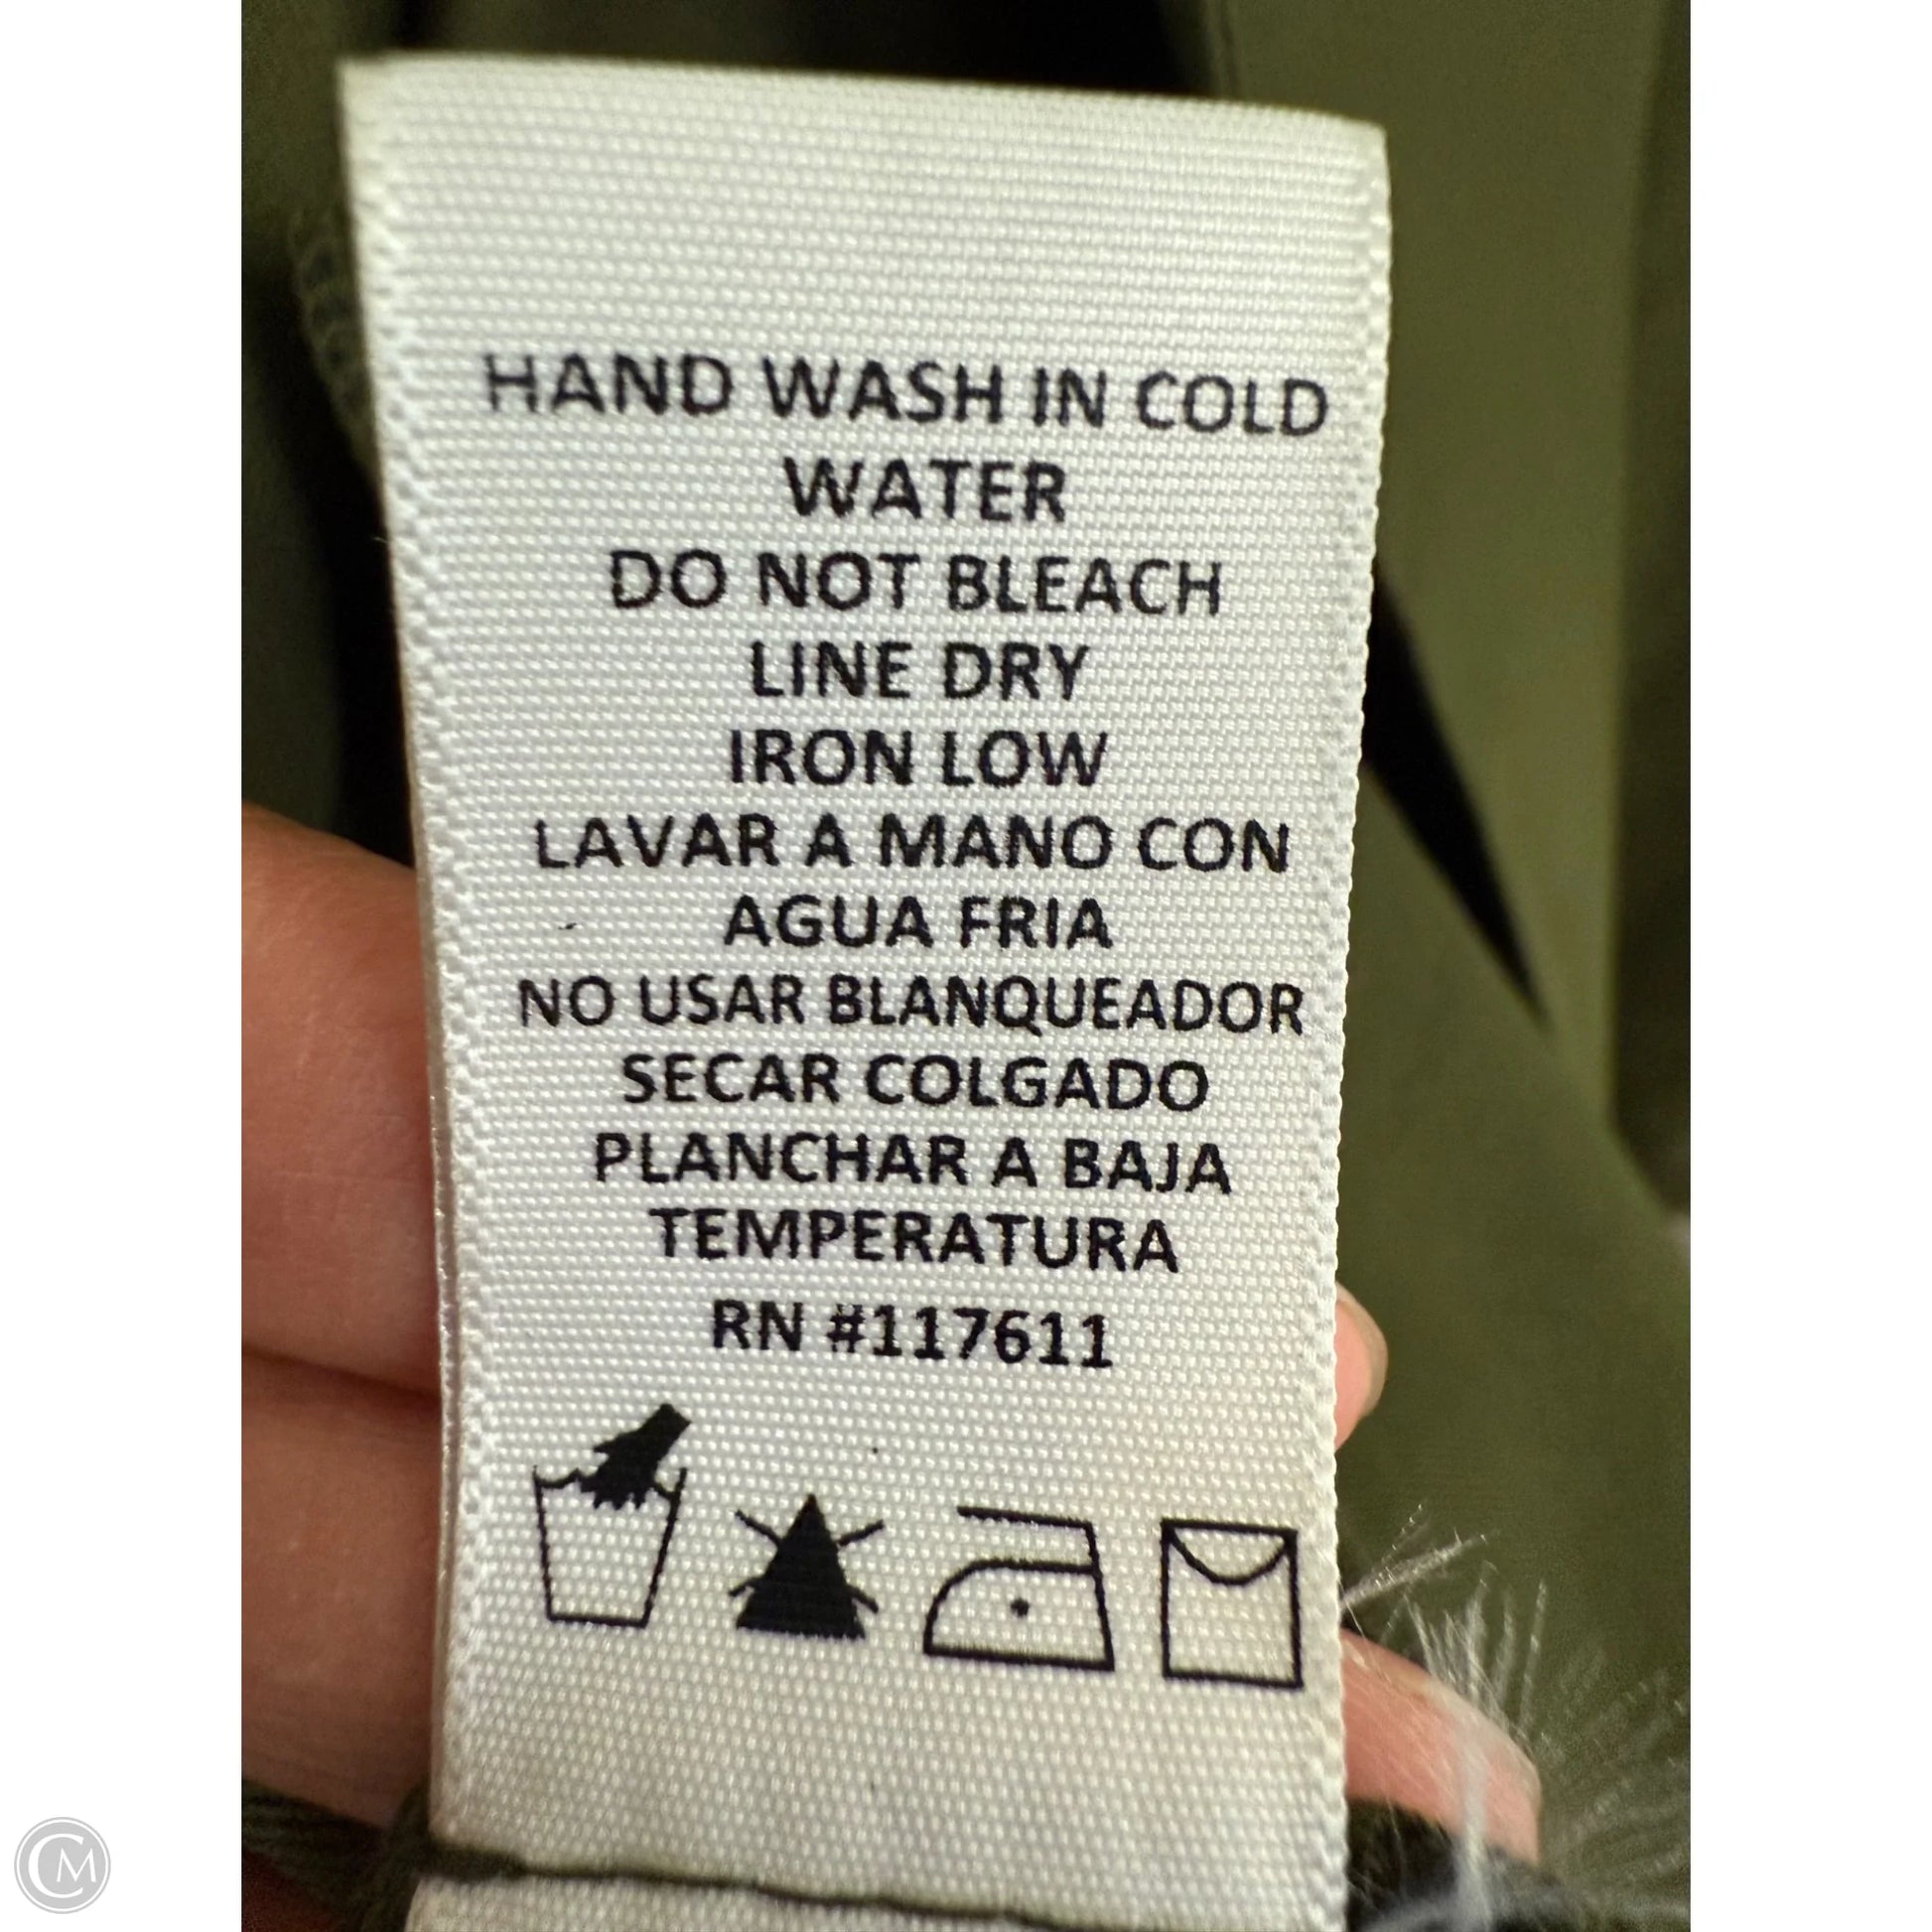 HAND WASH IN COLD
WATER
DO NOT BLEACH
LINE DRY
IRON LOW
LAVAR A MANO CON
AGUA FRIA
NO USAR BLANQUEADOR
SECAR COLGADO
PLANCHAR A BAJA
TEMPERATURA
RN #117611
CM